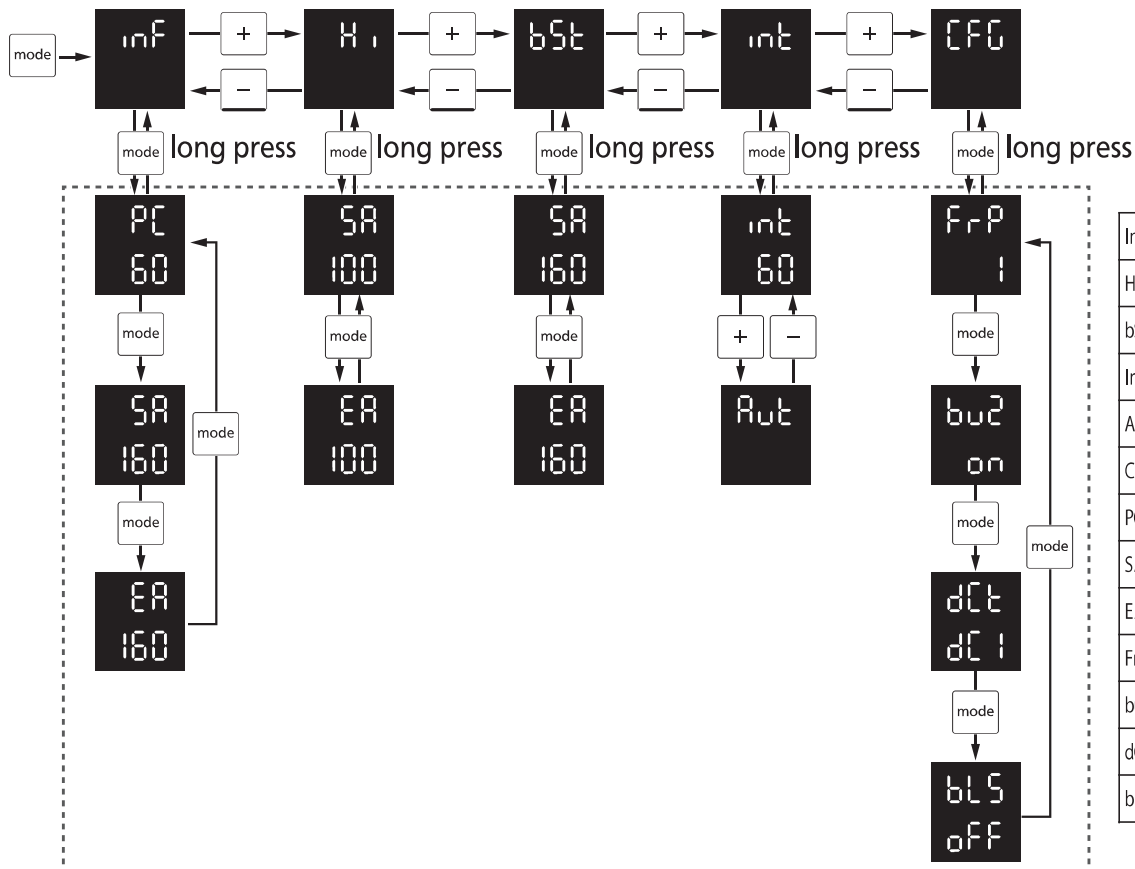 mode
inF
+
-
Hi
+
-
bSt
+
-
int
+
-
CFG
mode long press
mode long press
mode long press
mode long press
mode long press
PC
60
SA
100
SA
160
int
60
FrP
1
mode
mode
mode
+
-
mode
SA
160
mode
EA
100
EA
160
Aut
bu2
on
mode
mode
mode
EA
160
dCt
dC1
mode
bLS
oFF